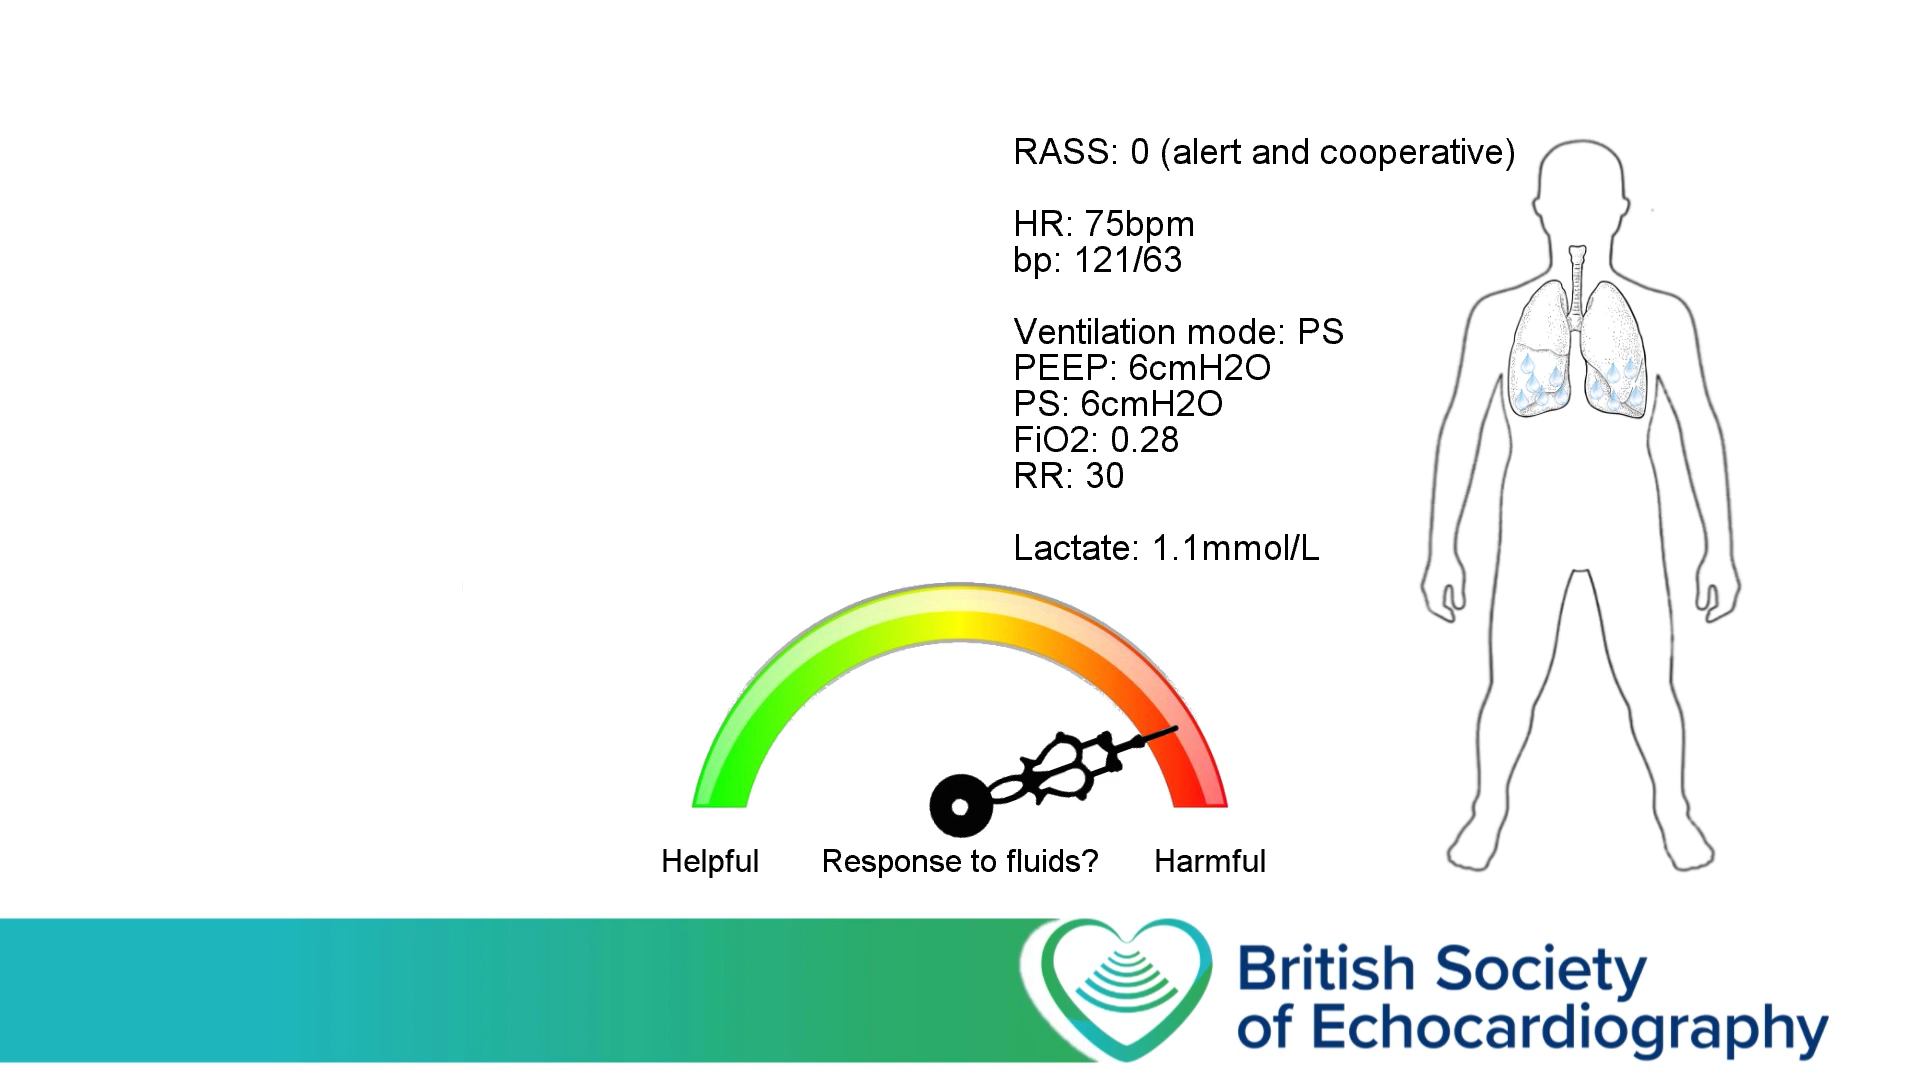 RASS: 0 (alert and cooperative)
HR: 75bpm
bp: 121/63
Ventilation mode: PS
PEEP: 6cmH2O
PS: 6cmH2O
FiO2: 0.28
RR: 30
Lactate: 1.1mmol/L
Helpful Response to fluids? Harmful
British Society
of Echocardiography